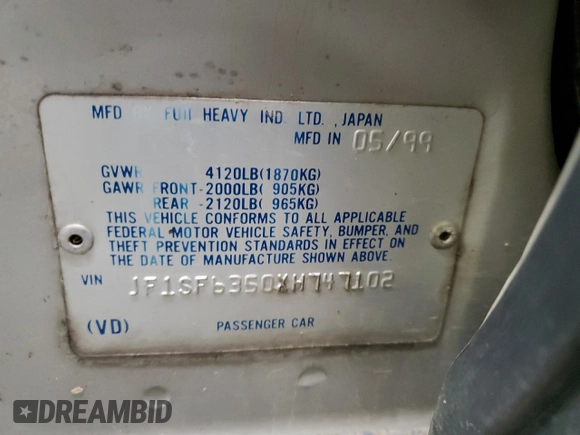 MFD BY FUJI HEAVY IND. LTD., JAPAN
MFD IN 05/99
GVWR 4120LB(1870KG)
GAWR FRONT-2000LB( 905KG)
REAR -2120LB( 965KG)
THIS VEHICLE CONFORMS TO ALL APPLICABLE
FEDERAL MOTOR VEHICLE SAFETY, BUMPER, AND
THEFT PREVENTION STANDARDS IN EFFECT ON
THE DATE OF MANUFACTURE SHOWN ABOVE.
VIN JF1SF6350XH747102
(VD) PASSENGER CAR
DREAMBID